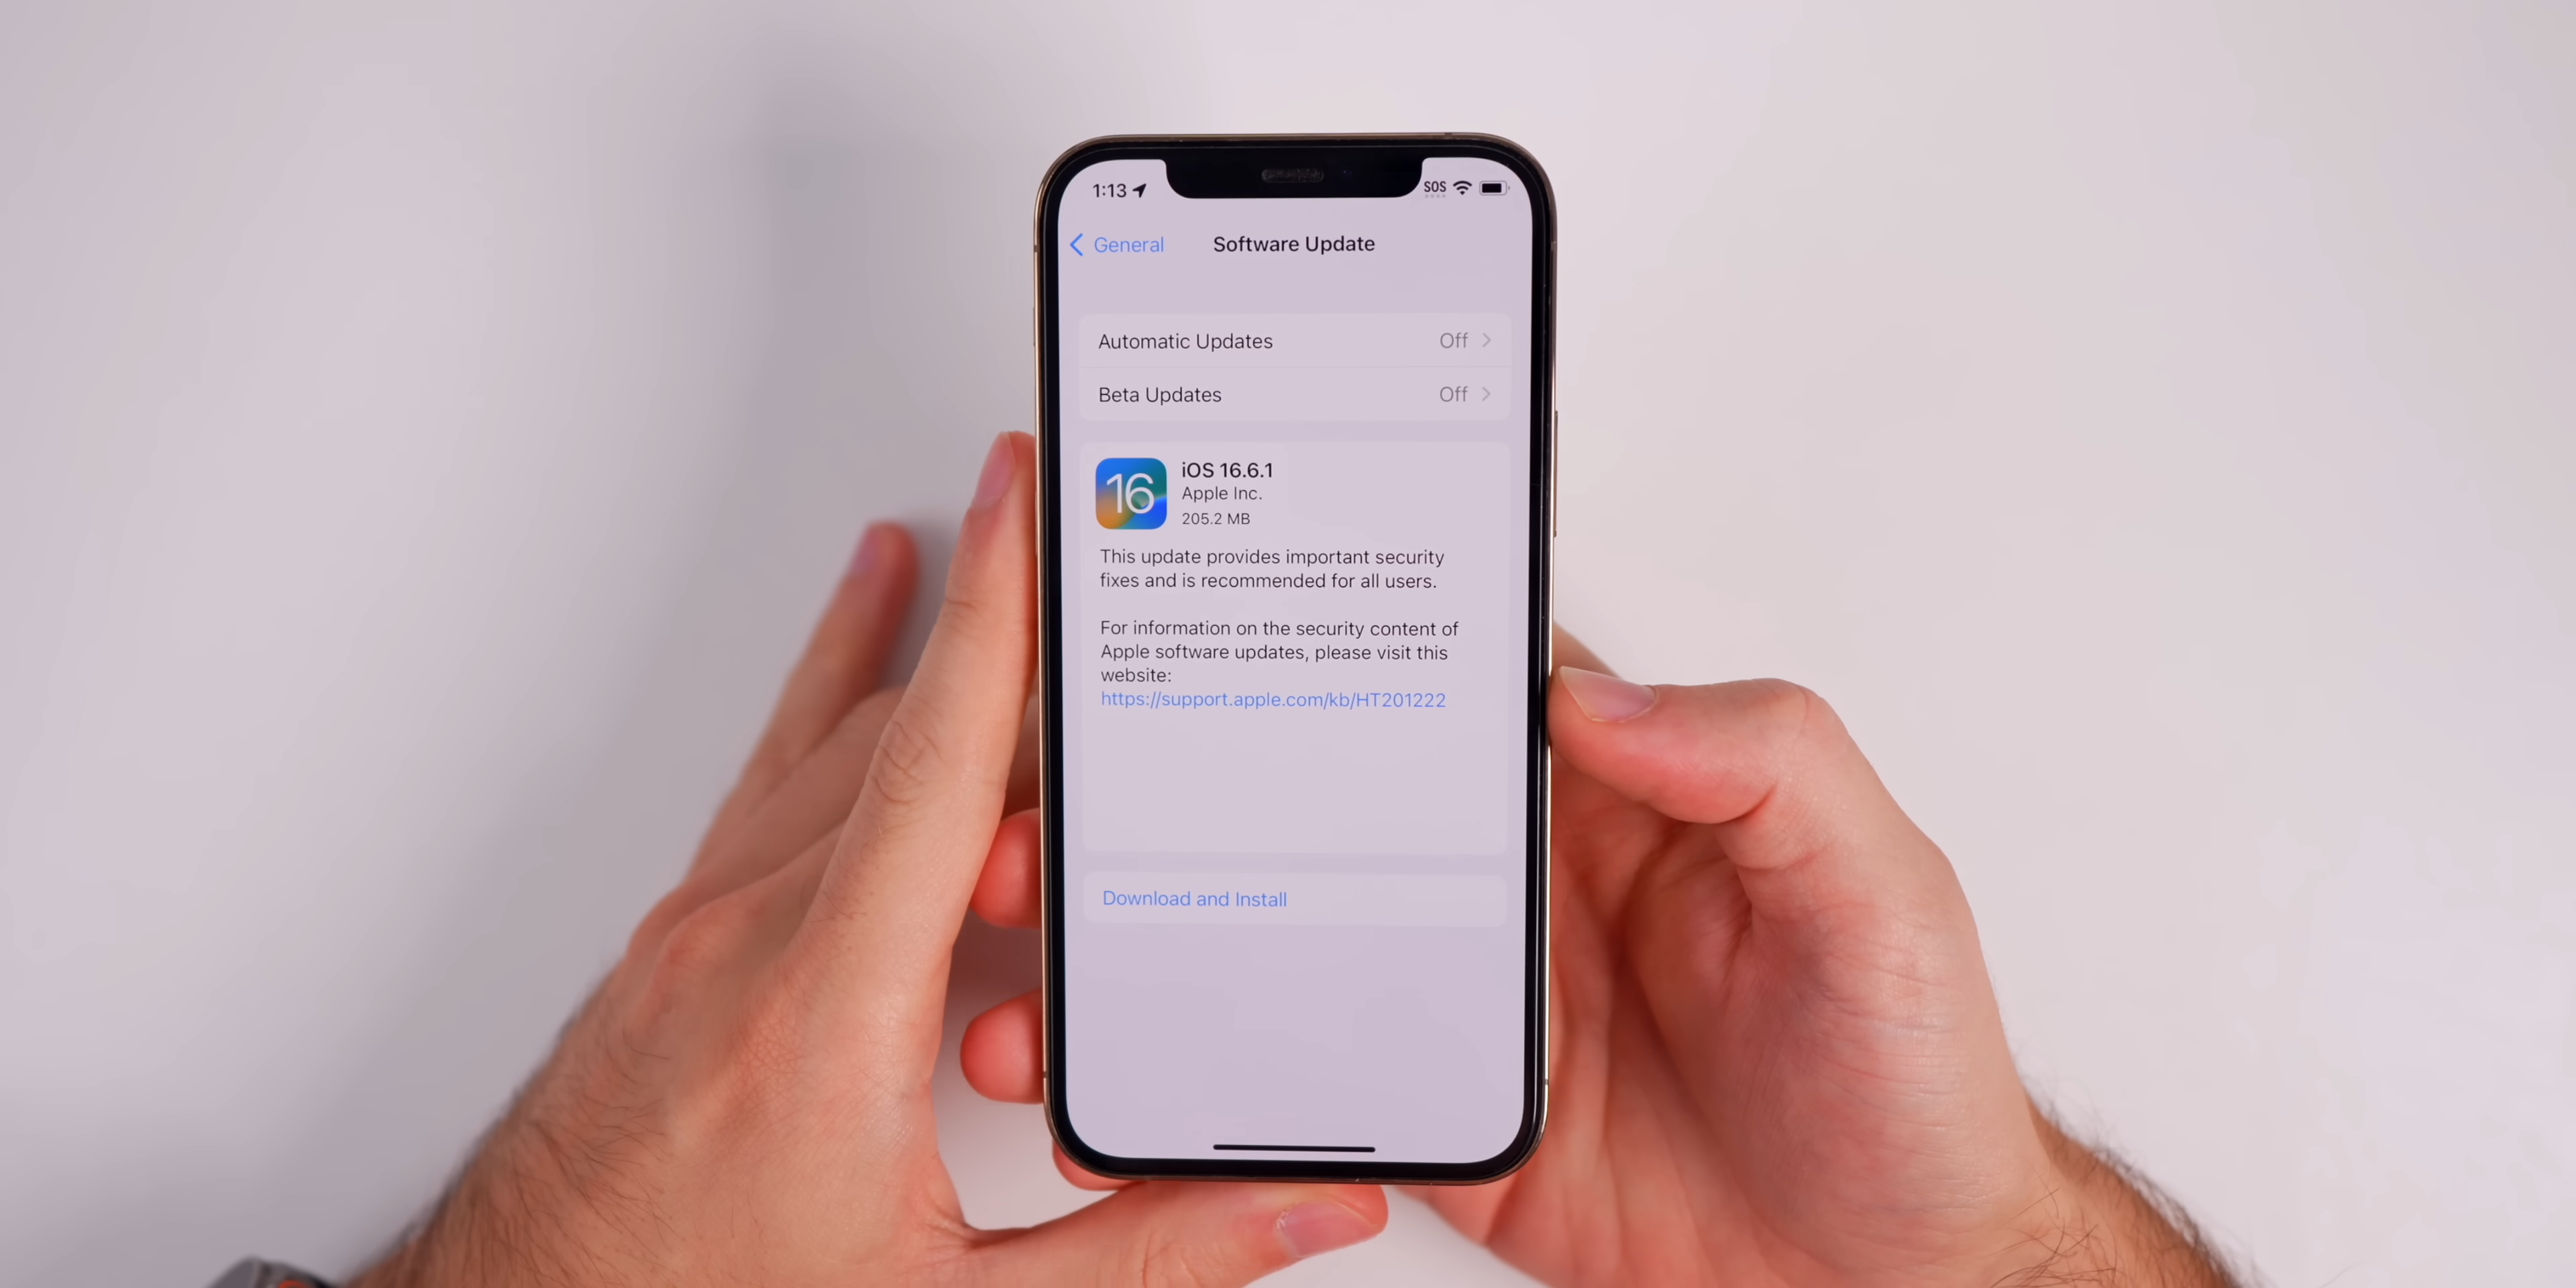 1:13 SOS
General Software Update
Automatic Updates Off
Beta Updates Off
16
iOS 16.6.1
Apple Inc.
205.2 MB
This update provides important security
fixes and is recommended for all users.
For information on the security content of
Apple software updates, please visit this
website:
https://support.apple.com/kb/HT201222
Download and Install